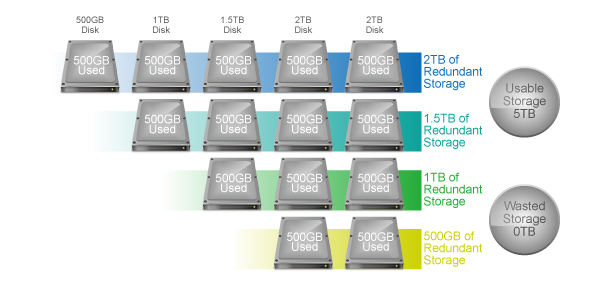 500GB
Disk
1TB
Disk
1.5TB
Disk
2TB
Disk
2TB
Disk
500GB
Used
500GB
Used
500GB
Used
500GB
Used
500GB
Used
2TB of
Redundant
Storage
500GB
Used
500GB
Used
500GB
Used
500GB
Used
1.5TB of
Redundant
Storage
500GB
Used
500GB
Used
500GB
Used
1TB of
Redundant
Storage
500GB
Used
500GB
Used
500GB of
Redundant
Storage
Usable
Storage
5TB
Wasted
Storage
0TB